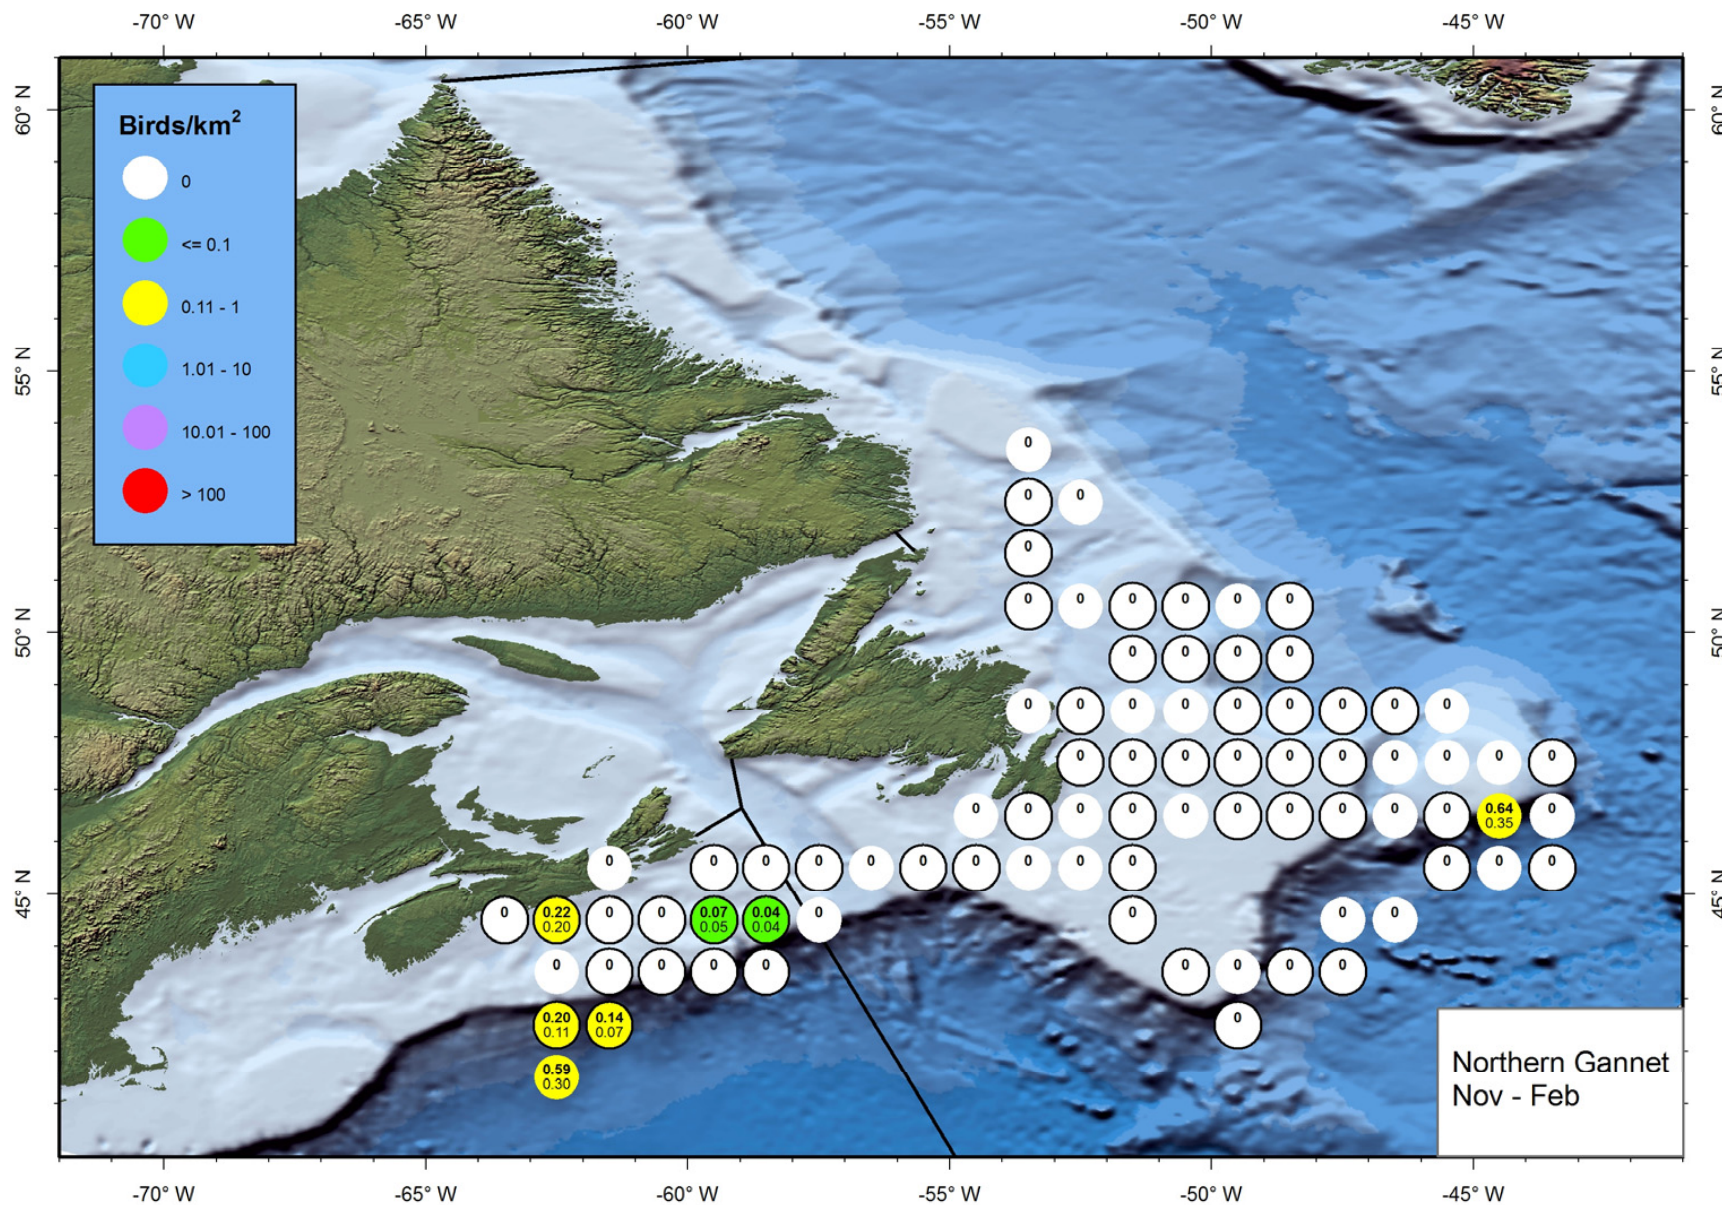 -70° W -65° W -60° W -55° W -50° W -45° W
60° N
60° N
Birds/km²
0
<= 0.1
0.11 - 1
1.01 - 10
10.01 - 100
> 100
55° N
55° N
0
0 0
0
0 0 0 0 0 0
50° N
50° N
0 0 0 0
0 0 0 0 0 0 0 0 0
0 0 0 0 0 0 0 0 0 0
0 0 0 0 0 0 0 0 0 0 0.64 0
0.35
0 0 0 0 0 0 0 0 0 0 0 0 0
45° N
45° N
0 0.22 0 0 0.07 0.04 0 0 0 0
0.20 0.05 0.04
0 0 0 0 0 0 0 0 0
0.20 0.14 0
0.11 0.07
0.59
0.30
Northern Gannet
Nov - Feb
-70° W -65° W -60° W -55° W -50° W -45° W